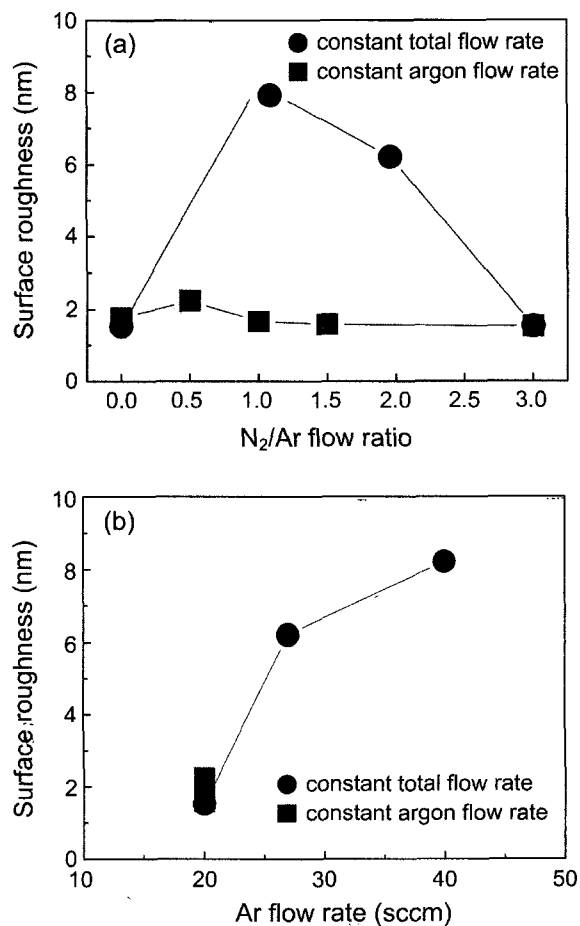 (a)
● constant total flow rate
■ constant argon flow rate
Surface roughness (nm)
10
8
6
4
2
0
0.0 0.5 1.0 1.5 2.0 2.5 3.0
N₂/Ar flow ratio
(b)
Surface roughness (nm)
10
8
6
4
2
0
● constant total flow rate
■ constant argon flow rate
10 20 30 40 50
Ar flow rate (sccm)